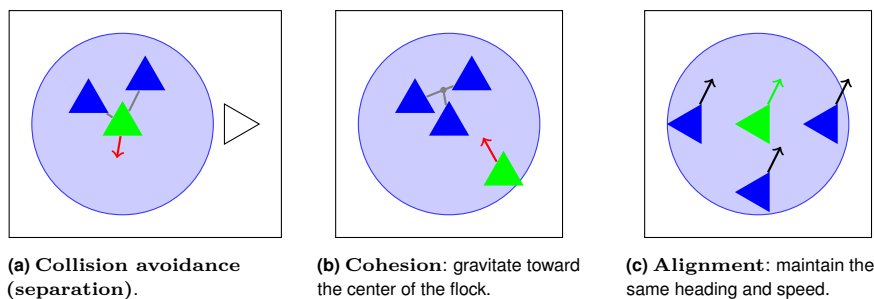 (a) Collision avoidance
(separation).
(b) Cohesion: gravitate toward
the center of the flock.
(c) Alignment: maintain the
same heading and speed.